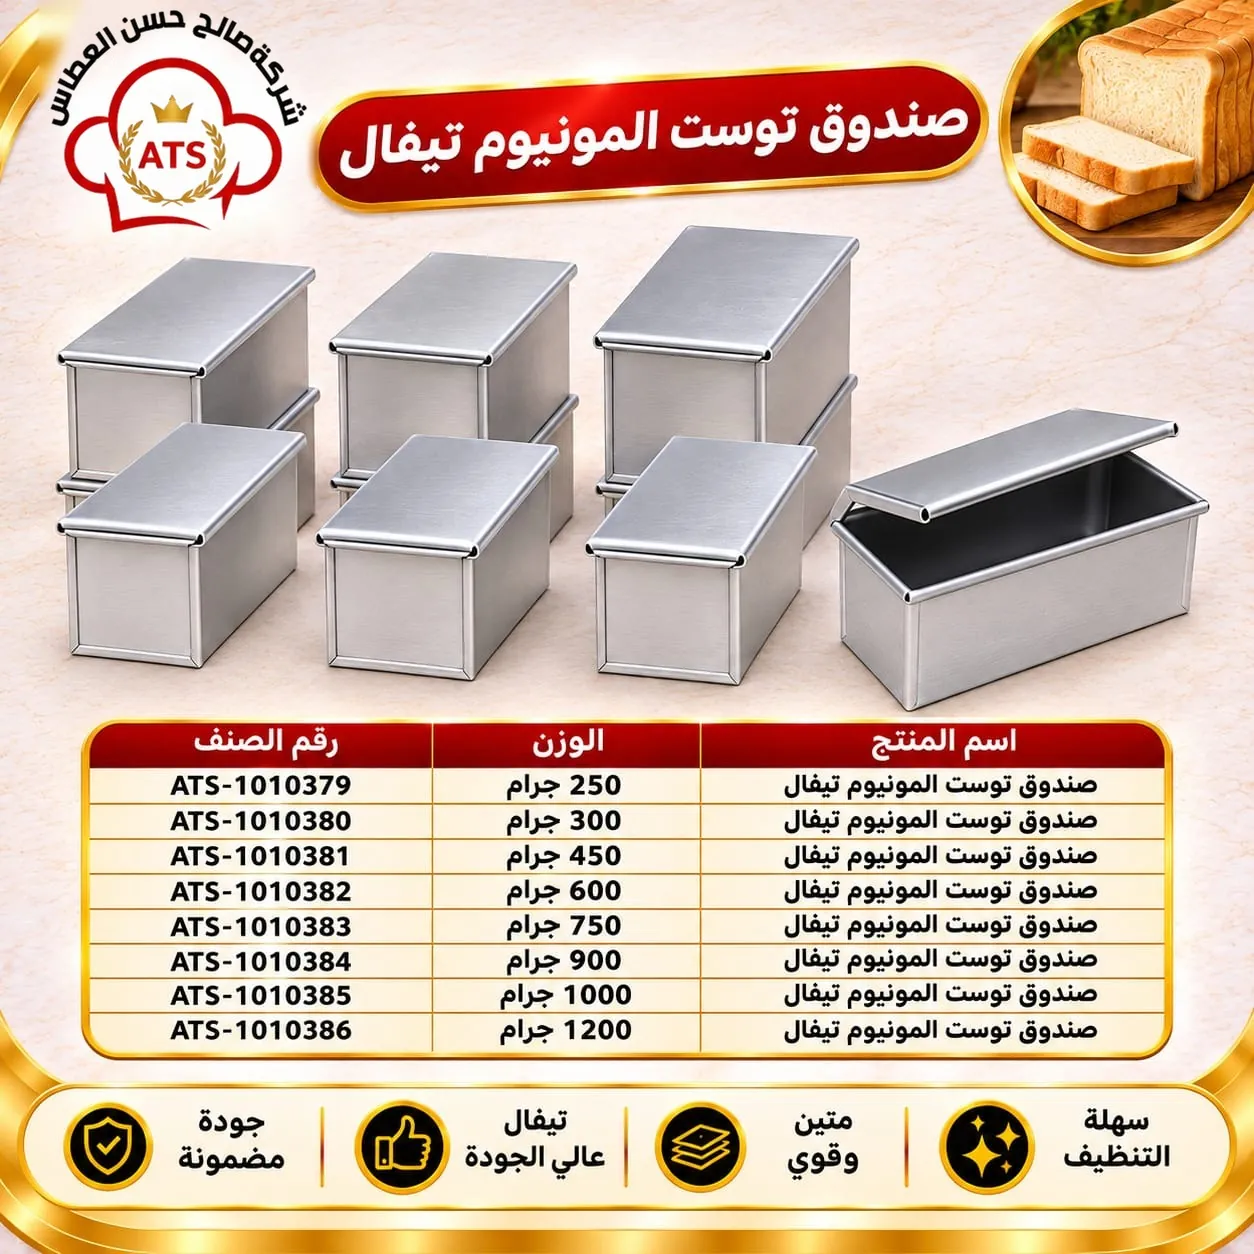 شركة صالح حسن العطاس
ATS
صندوق توست المونيوم تيفال
اسم المنتج الوزن رقم الصنف
صندوق توست المونيوم تيفال 250 جرام ATS-1010379
صندوق توست المونيوم تيفال 300 جرام ATS-1010380
صندوق توست المونيوم تيفال 450 جرام ATS-1010381
صندوق توست المونيوم تيفال 600 جرام ATS-1010382
صندوق توست المونيوم تيفال 750 جرام ATS-1010383
صندوق توست المونيوم تيفال 900 جرام ATS-1010384
صندوق توست المونيوم تيفال 1000 جرام ATS-1010385
صندوق توست المونيوم تيفال 1200 جرام ATS-1010386
سهلة
التنظيف
متين
وقوي
تيفال
عالي الجودة
جودة
مضمونة